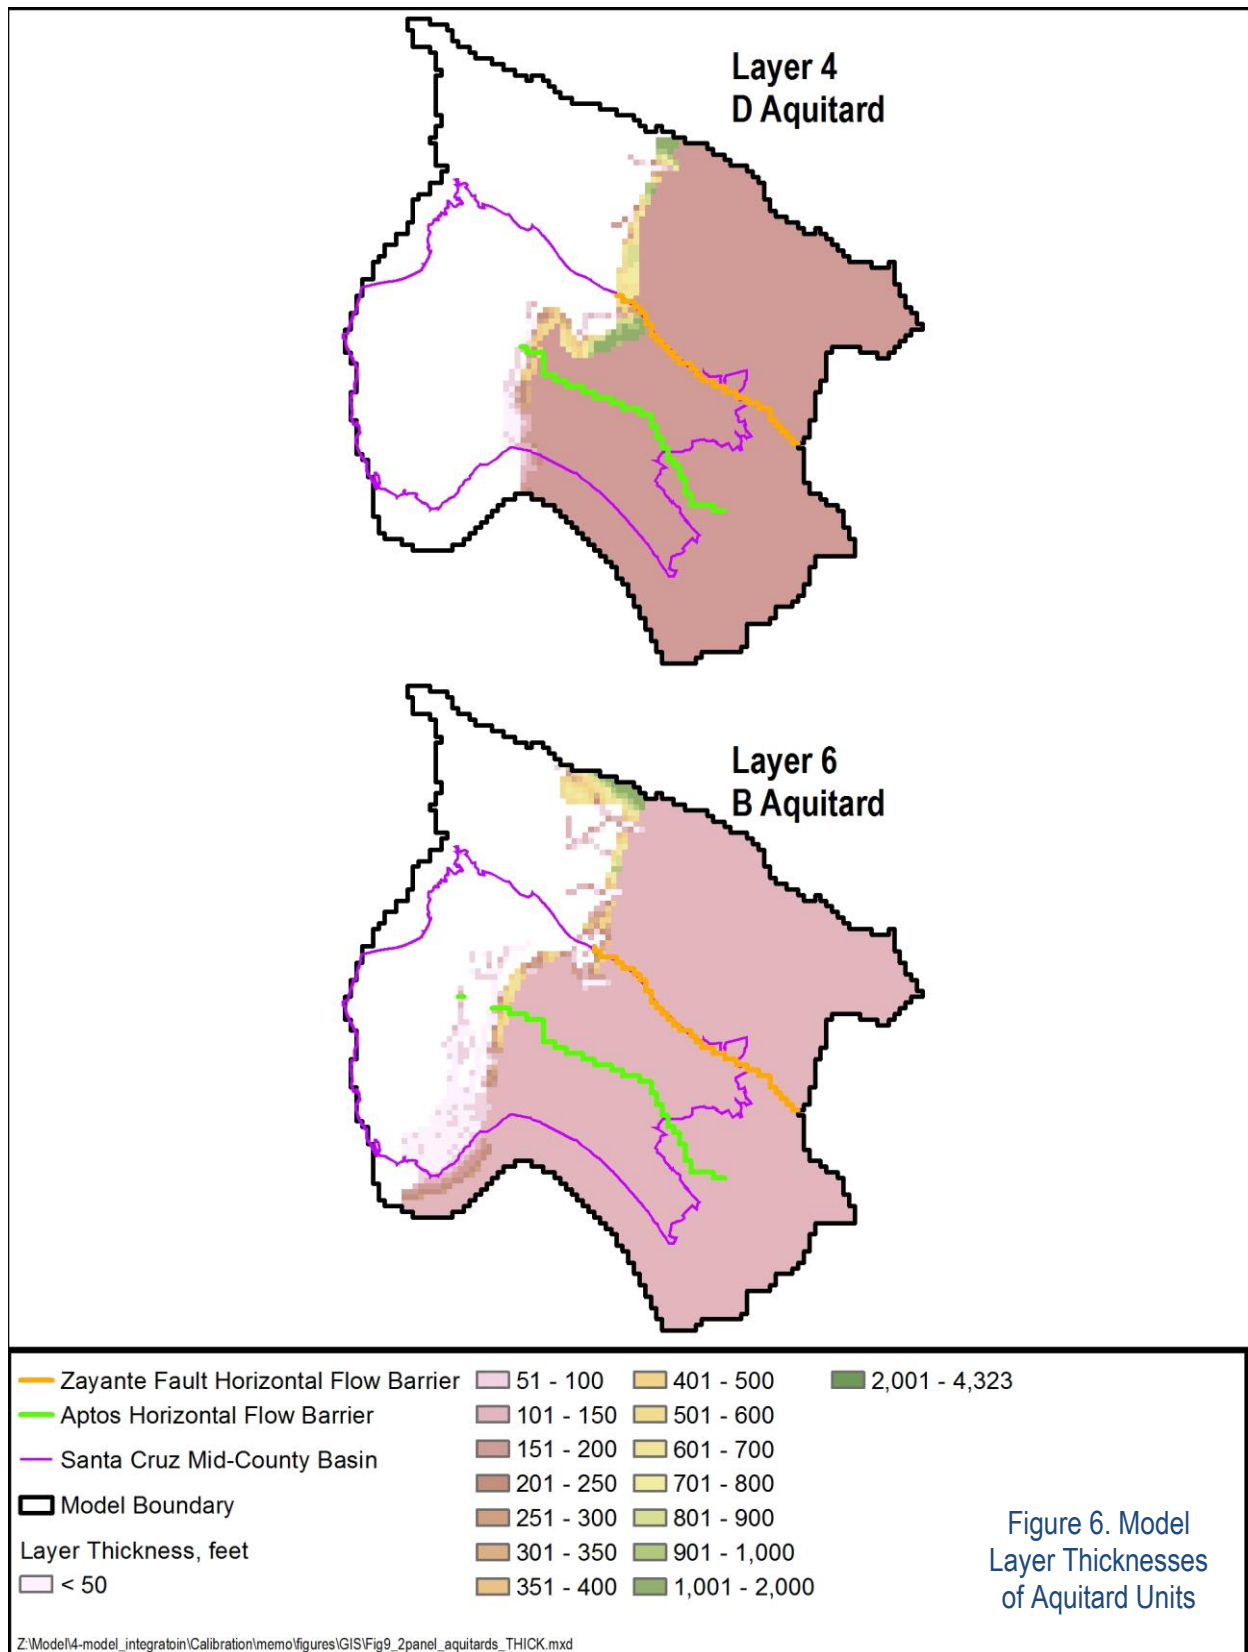 Layer 4
D Aquitard
Layer 6
B Aquitard
Zayante Fault Horizontal Flow Barrier
Aptos Horizontal Flow Barrier
Santa Cruz Mid-County Basin
Model Boundary
Layer Thickness, feet
< 50
51 - 100
101 - 150
151 - 200
201 - 250
251 - 300
301 - 350
351 - 400
401 - 500
501 - 600
601 - 700
701 - 800
801 - 900
901 - 1,000
1,001 - 2,000
2,001 - 4,323
Figure 6. Model
Layer Thicknesses
of Aquitard Units
Z:\Model\4-model_integratoin\Calibration\memo\figures\GIS\Fig9_2panel_aquitards_THICK.mxd